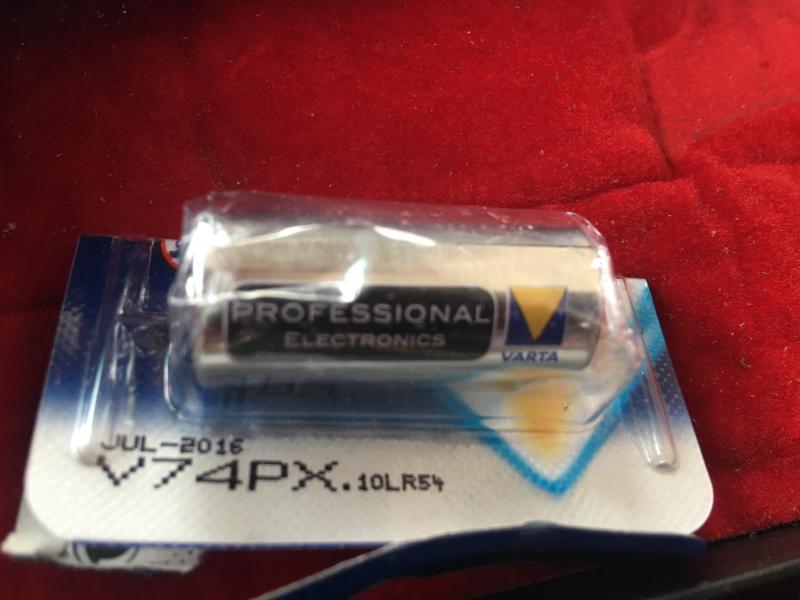 PROFESSIONAL
ELECTRONICS
VARTA
JUL-2016
V74PX.10LR54